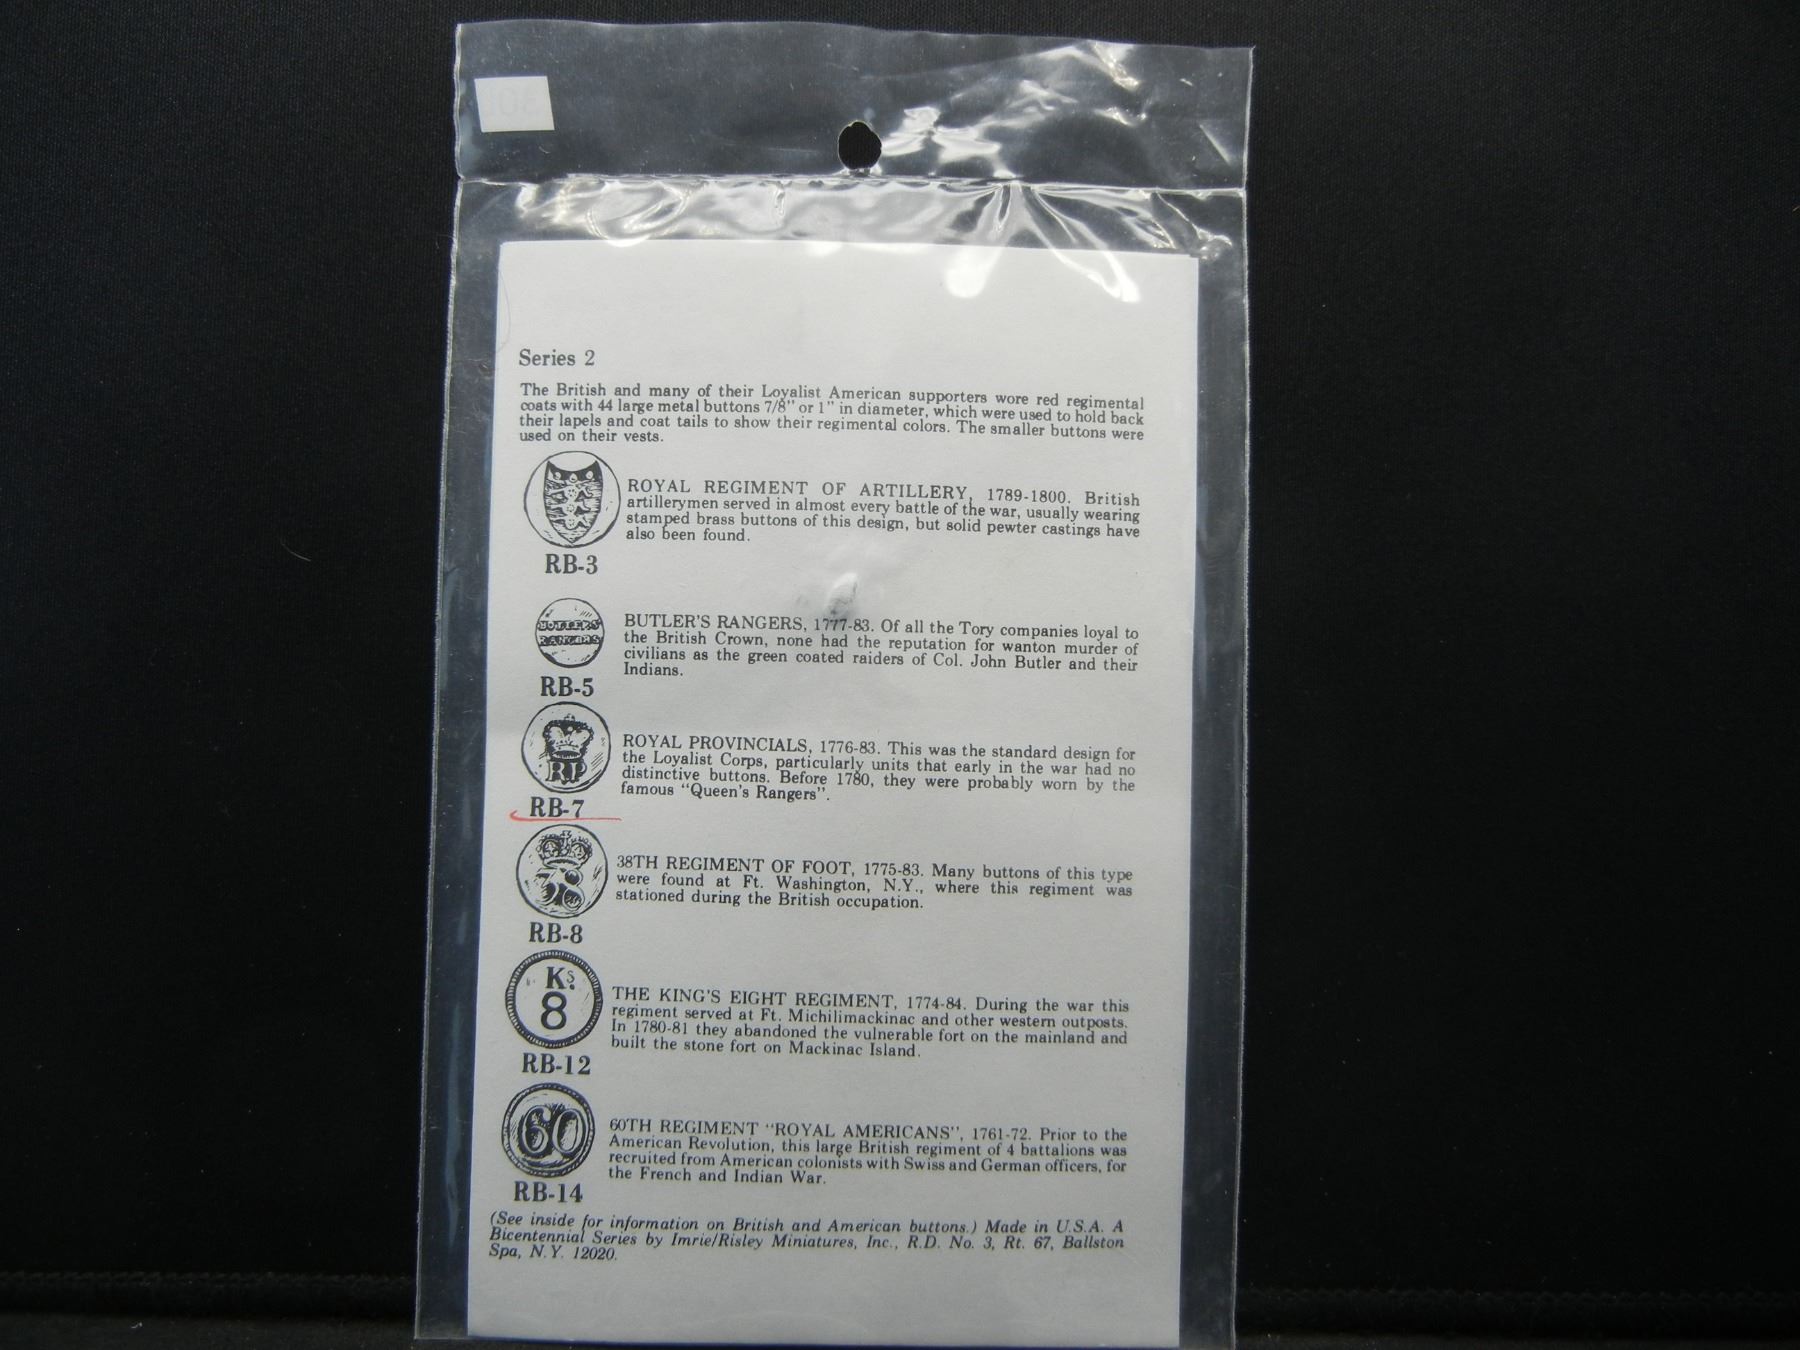 Series 2
The British and many of their Loyalist American supporters wore red regimental
coats with 44 large metal buttons 7/8" or 1" in diameter, which were used to hold back
their lapels and coat tails to show their regimental colors. The smaller buttons were
used on their vests.
ROYAL REGIMENT OF ARTILLERY, 1789-1800. British
artillerymen served in almost every battle of the war, usually wearing
stamped brass buttons of this design, but solid pewter castings have
also been found.
RB-3
BUTLERS
RANGERS
BUTLER'S RANGERS, 1777-83. Of all the Tory companies loyal to
the British Crown, none had the reputation for wanton murder of
civilians as the green coated raiders of Col. John Butler and their
Indians.
RB-5
RP
ROYAL PROVINCIALS, 1776-83. This was the standard design for
the Loyalist Corps, particularly units that early in the war had no
distinctive buttons. Before 1780, they were probably worn by the
famous "Queen's Rangers".
RB-7
38
38TH REGIMENT OF FOOT, 1775-83. Many buttons of this type
were found at Ft. Washington, N.Y., where this regiment was
stationed during the British occupation.
RB-8
Ks.
8
THE KING'S EIGHT REGIMENT, 1774-84. During the war this
regiment served at Ft. Michilimackinac and other western outposts.
In 1780-81 they abandoned the vulnerable fort on the mainland and
built the stone fort on Mackinac Island.
RB-12
60
60TH REGIMENT "ROYAL AMERICANS", 1761-72. Prior to the
American Revolution, this large British regiment of 4 battalions was
recruited from American colonists with Swiss and German officers, for
the French and Indian War.
RB-14
(See inside for information on British and American buttons.) Made in U.S.A. A
Bicentennial Series by Imrie/Risley Miniatures, Inc., R.D. No. 3, Rt. 67, Ballston
Spa, N.Y. 12020.